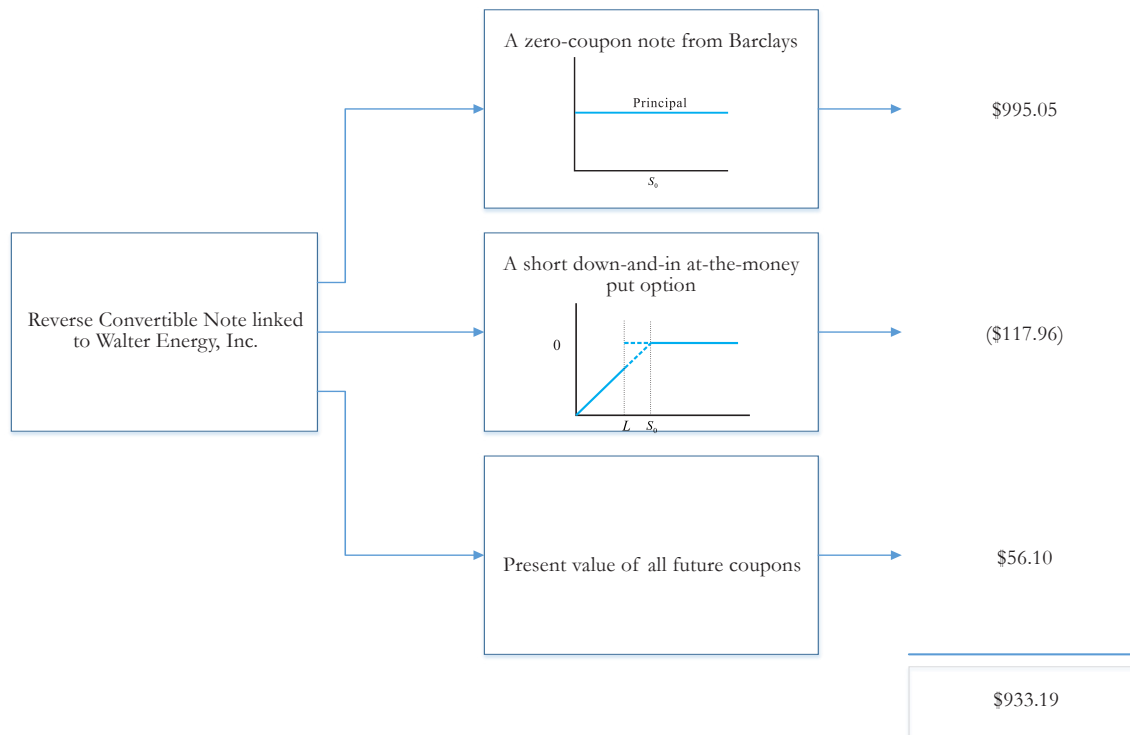 A zero-coupon note from Barclays
Principal
S₀
$995.05
Reverse Convertible Note linked
to Walter Energy, Inc.
A short down-and-in at-the-money
put option
0
L S₀
($117.96)
Present value of all future coupons
$56.10
$933.19